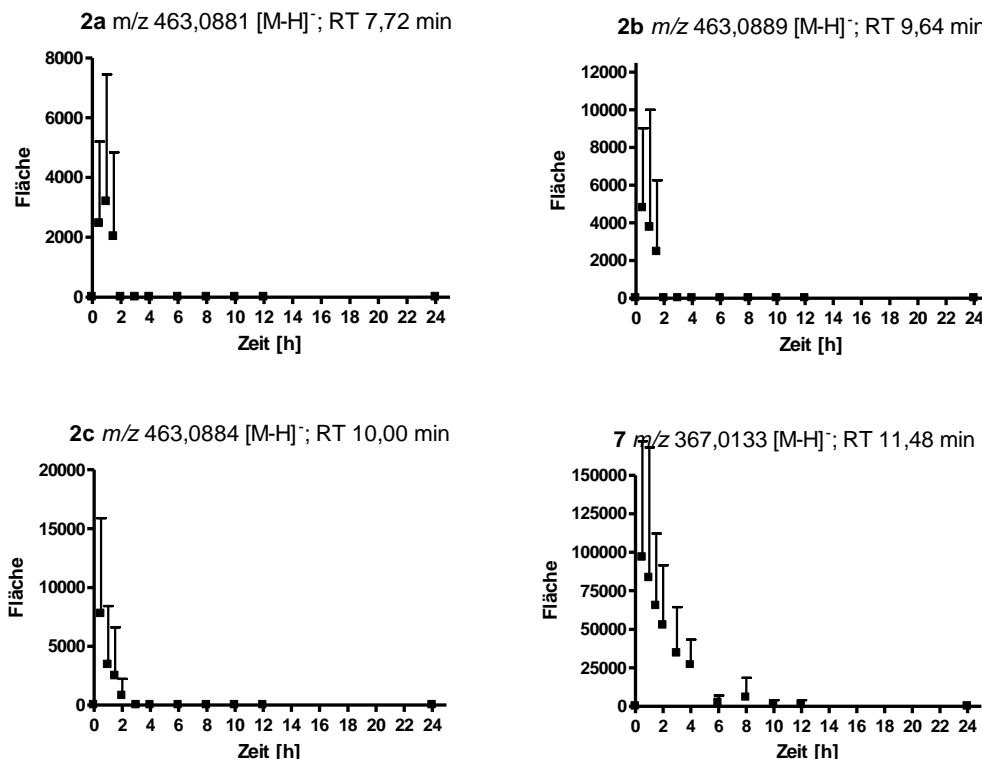 2a m/z 463,0881 [M-H]-; RT 7,72 min
8000
6000
4000
2000
0
Fläche
0 2 4 6 8 10 12 14 16 18 20 22 24
Zeit [h]
2b m/z 463,0889 [M-H]-; RT 9,64 min
12000
10000
8000
6000
4000
2000
0
Fläche
0 2 4 6 8 10 12 14 16 18 20 22 24
Zeit [h]
2c m/z 463,0884 [M-H]-; RT 10,00 min
20000
15000
10000
5000
0
Fläche
0 2 4 6 8 10 12 14 16 18 20 22 24
Zeit [h]
7 m/z 367,0133 [M-H]-; RT 11,48 min
150000
125000
100000
75000
50000
25000
0
Fläche
0 2 4 6 8 10 12 14 16 18 20 22 24
Zeit [h]